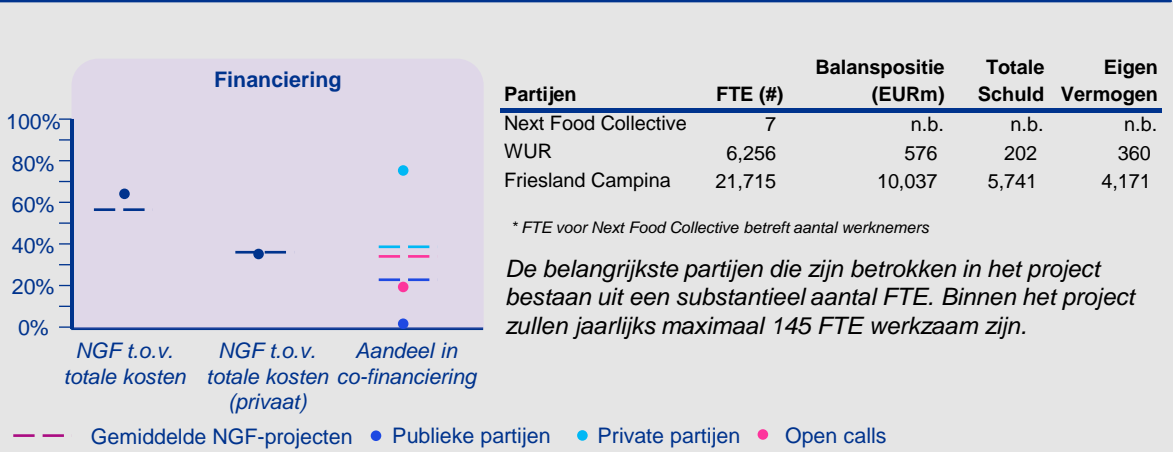 Financiering
100%
80%
60%
40%
20%
0%
NGF t.o.v. totale kosten
NGF t.o.v. totale kosten (privaat)
Aandeel in co-financiering
Gemiddelde NGF-projecten Publieke partijen Private partijen Open calls
Balanspositie Totale Eigen
Partijen FTE (#) (EURm) Schuld Vermogen
Next Food Collective 7 n.b. n.b. n.b.
WUR 6,256 576 202 360
Friesland Campina 21,715 10,037 5,741 4,171
* FTE voor Next Food Collective betreft aantal werknemers
De belangrijkste partijen die zijn betrokken in het project
bestaan uit een substantieel aantal FTE. Binnen het project
zullen jaarlijks maximaal 145 FTE werkzaam zijn.